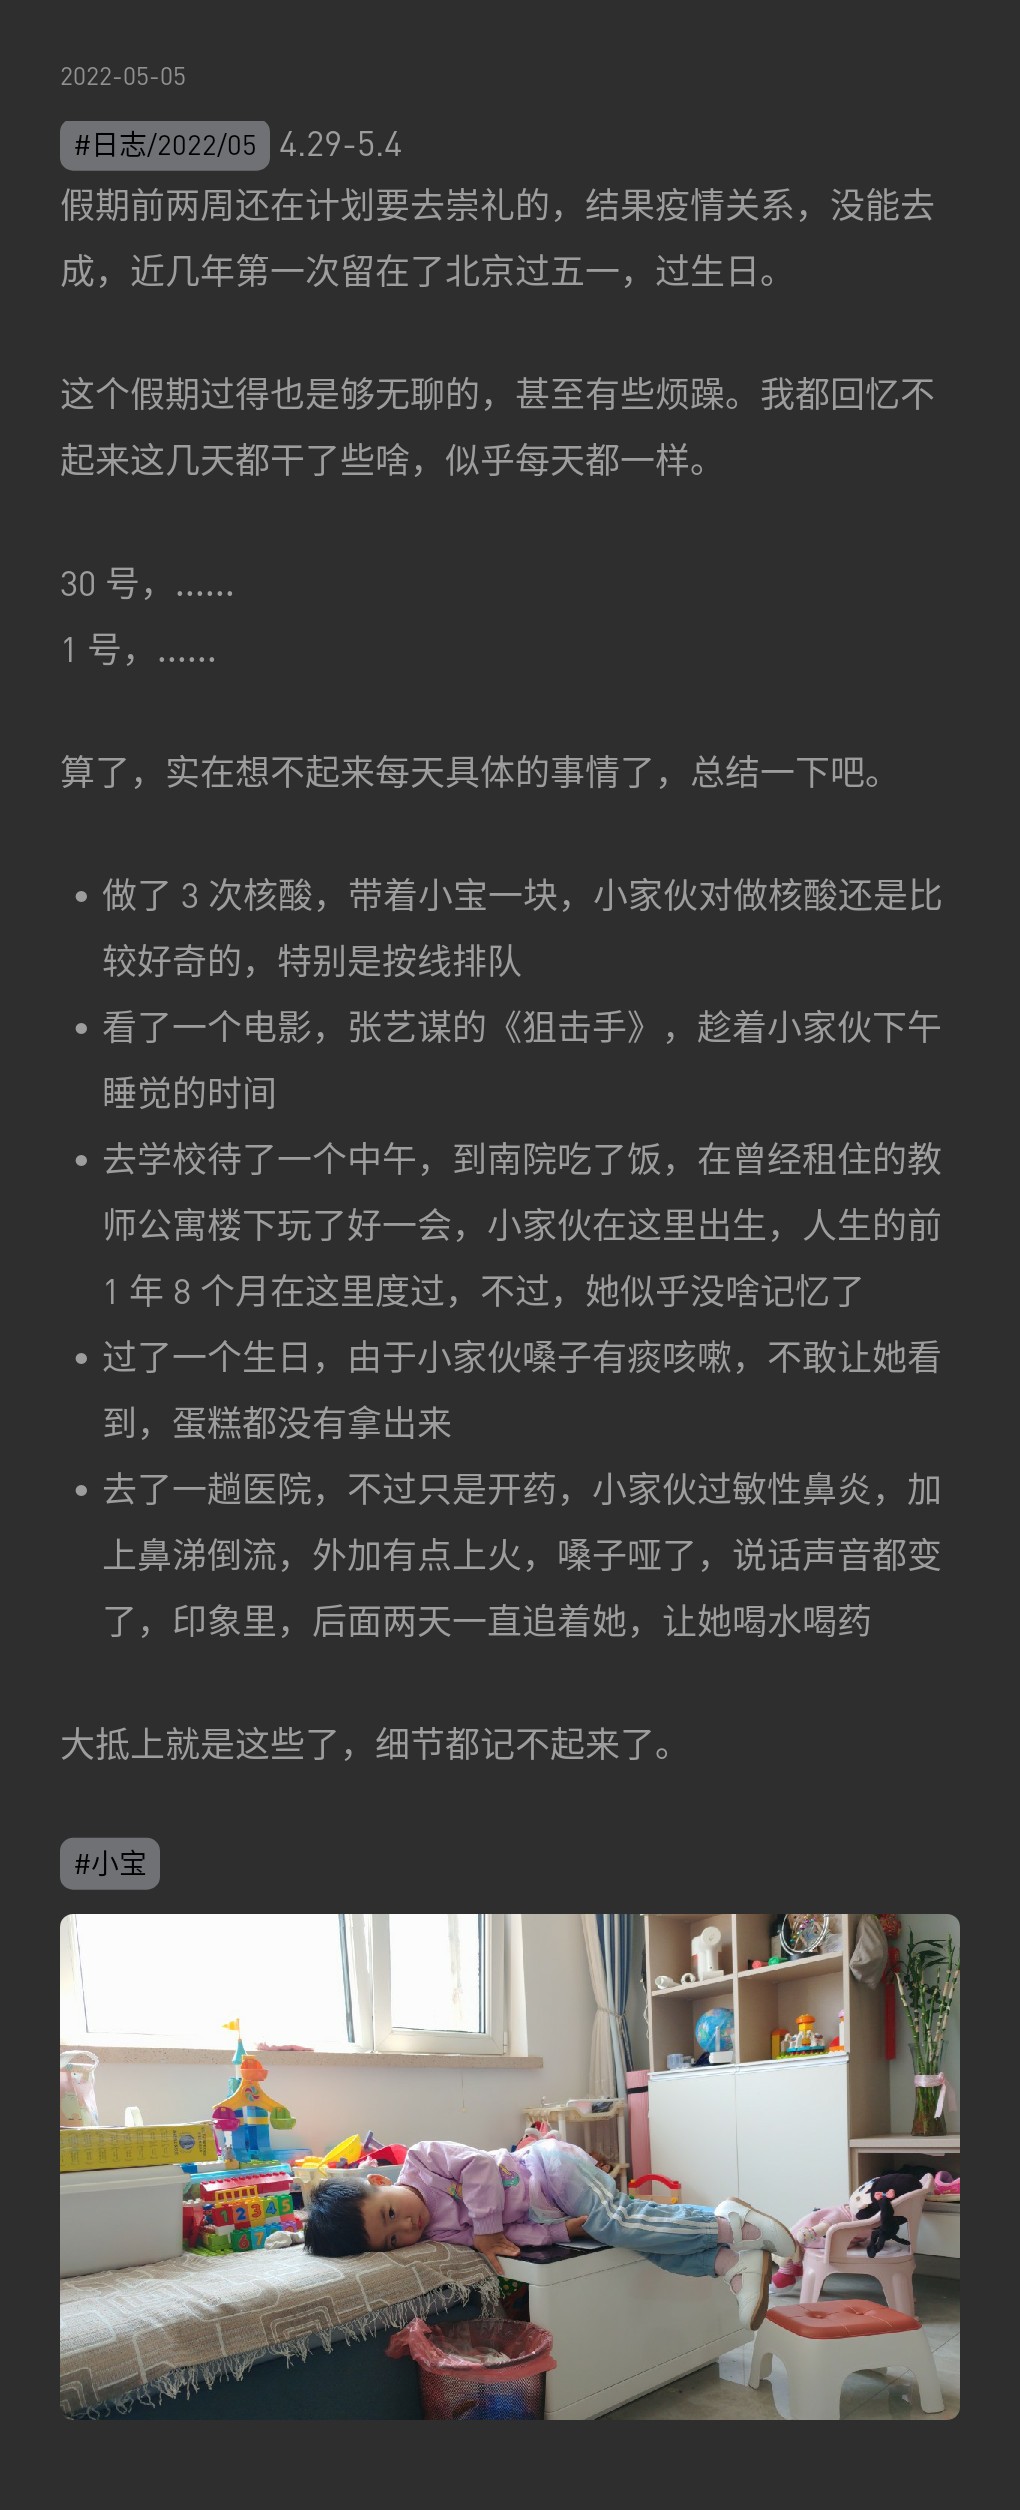 2022-05-05
#日志/2022/05 4.29-5.4
假期前两周还在计划要去崇礼的，结果疫情关系，没能去
成，近几年第一次留在了北京过五一，过生日。
这个假期过得也是够无聊的，甚至有些烦躁。我都回忆不
起来这几天都干了些啥，似乎每天都一样。
30 号，……
1 号，……
算了，实在想不起来每天具体的事情了，总结一下吧。
• 做了 3 次核酸，带着小宝一块，小家伙对做核酸还是比
较好奇的，特别是按线排队
• 看了一个电影，张艺谋的《狙击手》，趁着小家伙下午
睡觉的时间
• 去学校待了一个中午，到南院吃了饭，在曾经租住的教
师公寓楼下玩了好一会，小家伙在这里出生，人生的前
1 年 8 个月在这里度过，不过，她似乎没啥记忆了
• 过了一个生日，由于小家伙嗓子有痰咳嗽，不敢让她看
到，蛋糕都没有拿出来
• 去了一趟医院，不过只是开药，小家伙过敏性鼻炎，加
上鼻涕倒流，外加有点上火，嗓子哑了，说话声音都变
了，印象里，后面两天一直追着她，让她喝水喝药
大抵上就是这些了，细节都记不起来了。
#小宝
1 2 3 4 5
6 7